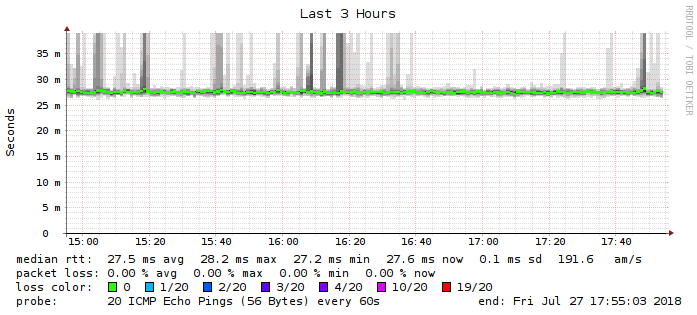 Last 3 Hours
RRDTOOL / TOBI OETIKER
Seconds
35 m
30 m
25 m
20 m
15 m
10 m
5 m
0
15:00 15:20 15:40 16:00 16:20 16:40 17:00 17:20 17:40
median rtt: 27.5 ms avg 28.2 ms max 27.2 ms min 27.6 ms now 0.1 ms sd 191.6 am/s
packet loss: 0.00 % avg 0.00 % max 0.00 % min 0.00 % now
loss color: 0 1/20 2/20 3/20 4/20 10/20 19/20
probe: 20 ICMP Echo Pings (56 Bytes) every 60s end: Fri Jul 27 17:55:03 2018